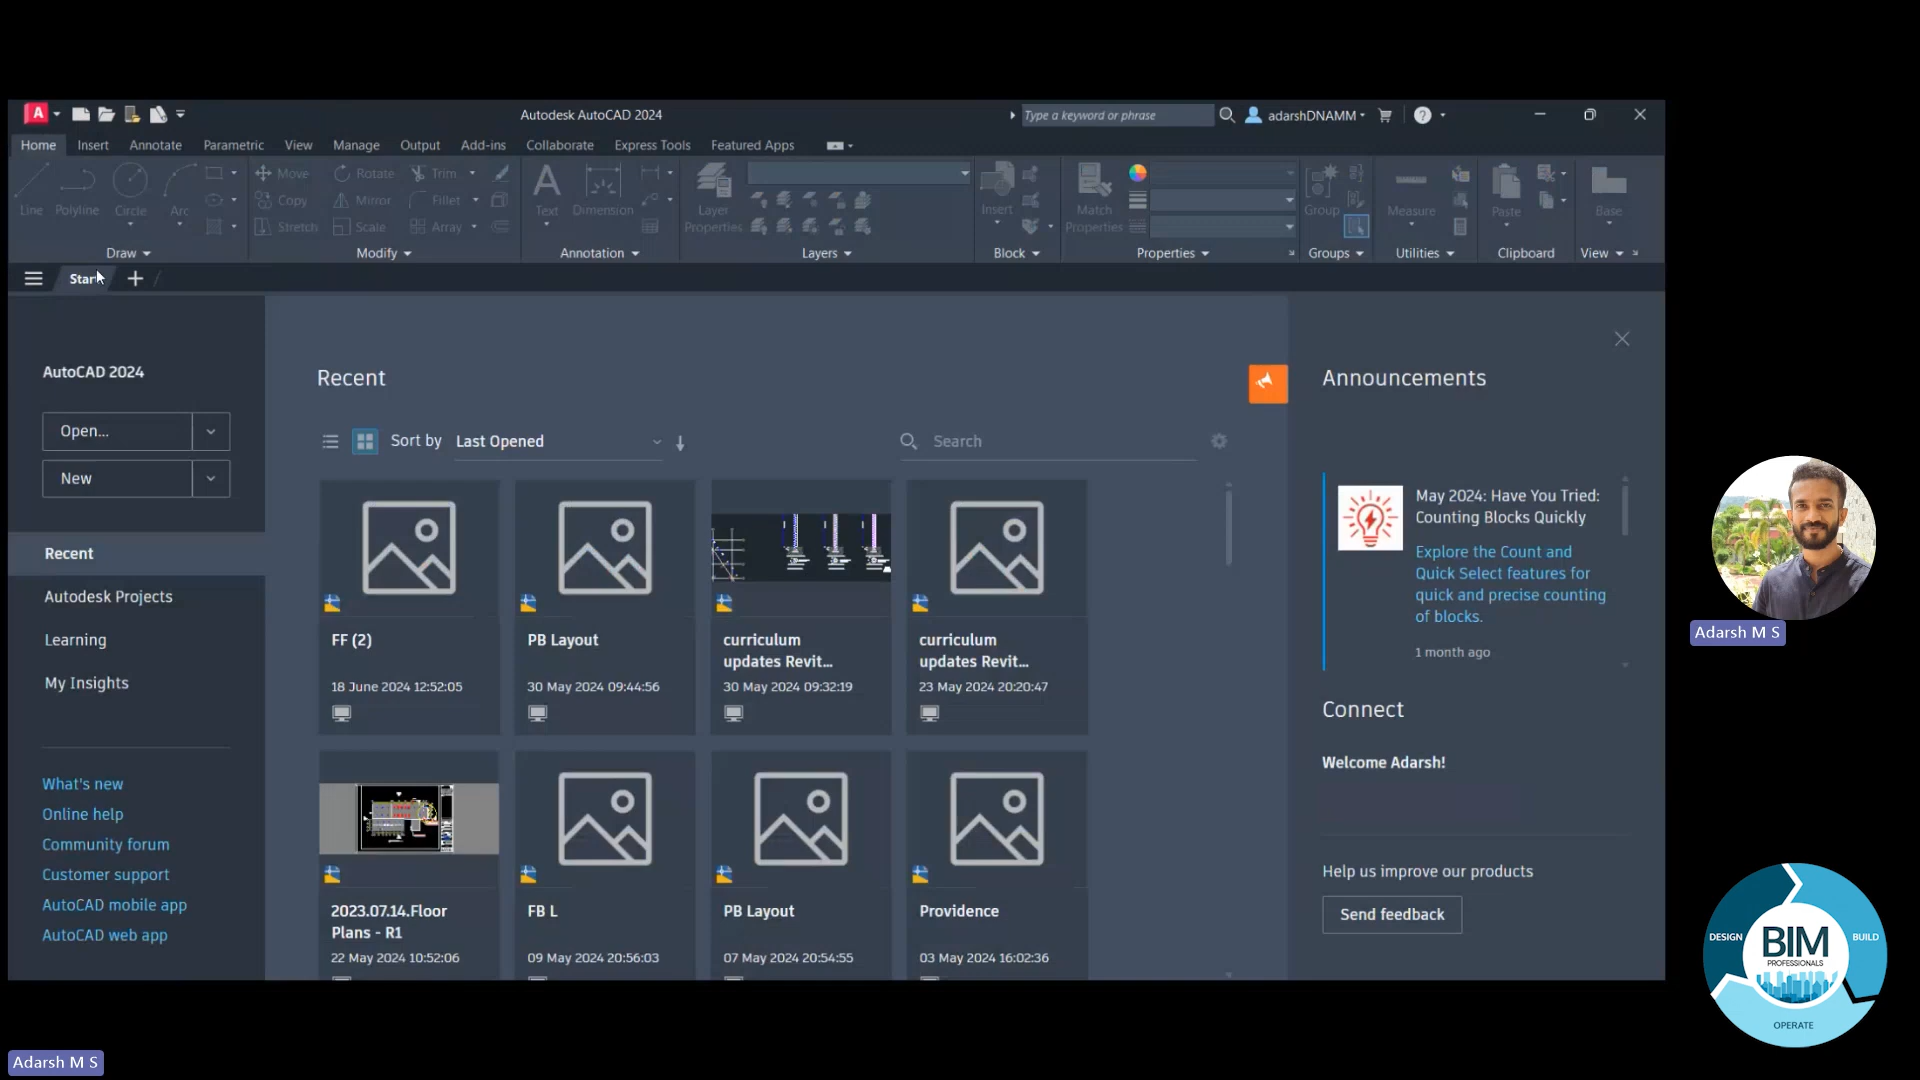 A
Autodesk AutoCAD 2024
Type a keyword or phrase
adarshDNAMM
?
Home Insert Annotate Parametric View Manage Output Add-ins Collaborate Express Tools Featured Apps
Line
Polyline
Circle
Arc
Move
Copy
Stretch
Rotate
Mirror
Scale
Trim
Fillet
Array
A
Text
Dimension
Layer
Properties
Insert
Match
Properties
Group
Measure
Paste
Base
Draw Modify Annotation Layers Block Properties Groups Utilities Clipboard View
Start
AutoCAD 2024
Open...
New
Recent
Autodesk Projects
Learning
My Insights
What's new
Online help
Community forum
Customer support
AutoCAD mobile app
AutoCAD web app
Recent
Sort by Last Opened
Search
FF (2)
18 June 2024 12:52:05
PB Layout
30 May 2024 09:44:56
curriculum
updates Revit...
30 May 2024 09:32:19
curriculum
updates Revit...
23 May 2024 20:20:47
2023.07.14.Floor
Plans - R1
22 May 2024 10:52:06
FB L
09 May 2024 20:56:03
PB Layout
07 May 2024 20:54:55
Providence
03 May 2024 16:02:36
Announcements
May 2024: Have You Tried:
Counting Blocks Quickly
Explore the Count and
Quick Select features for
quick and precise counting
of blocks.
1 month ago
Connect
Welcome Adarsh!
Help us improve our products
Send feedback
Adarsh M S
DESIGN
BUILD
BIM
PROFESSIONALS
OPERATE
Adarsh M S